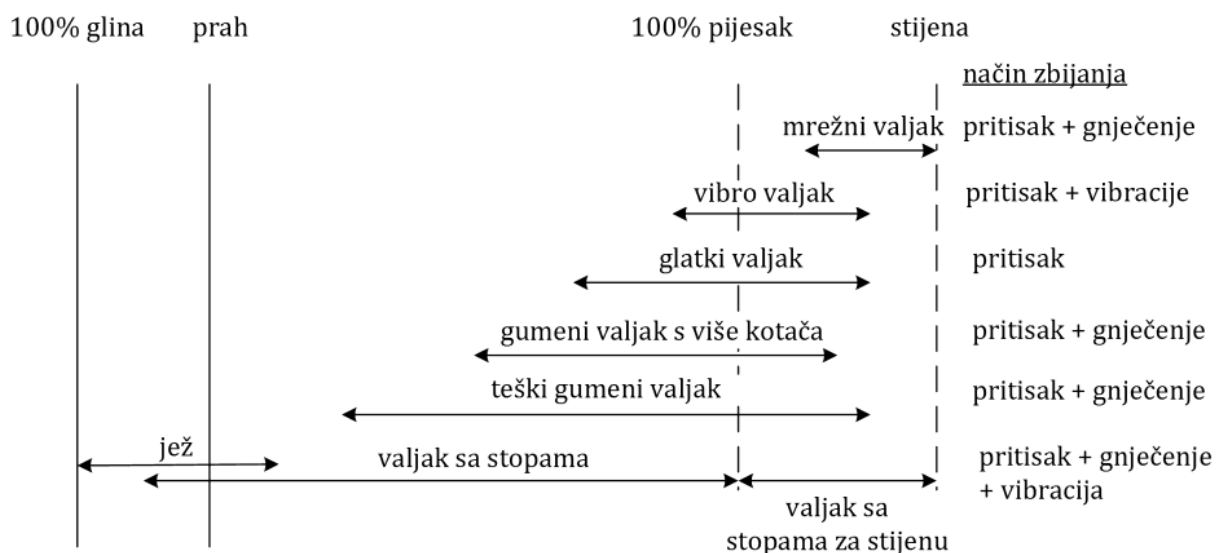 100% glina prah 100% pijesak stijena
način zbijanja
mrežni valjak pritisak + gnječenje
vibro valjak pritisak + vibracije
glatki valjak pritisak
gumeni valjak s više kotača pritisak + gnječenje
teški gumeni valjak pritisak + gnječenje
jež valjak sa stopama pritisak + gnječenje
+ vibracija
valjak sa
stopama za stijenu